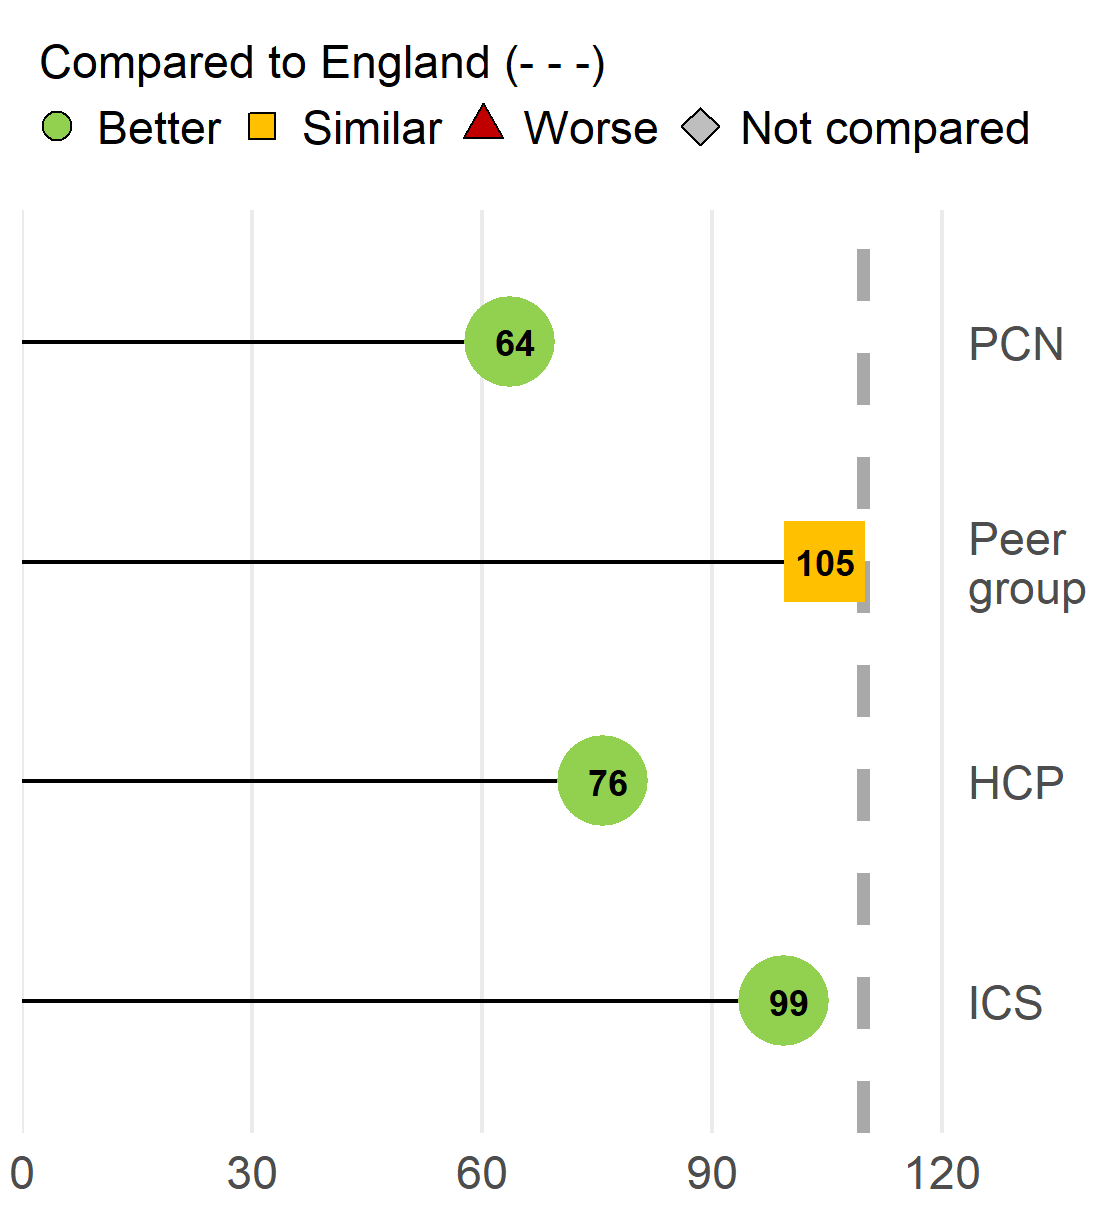 Compared to England (- - -)
Better Similar Worse Not compared
64 PCN
105 Peer
group
76 HCP
99 ICS
0 30 60 90 120